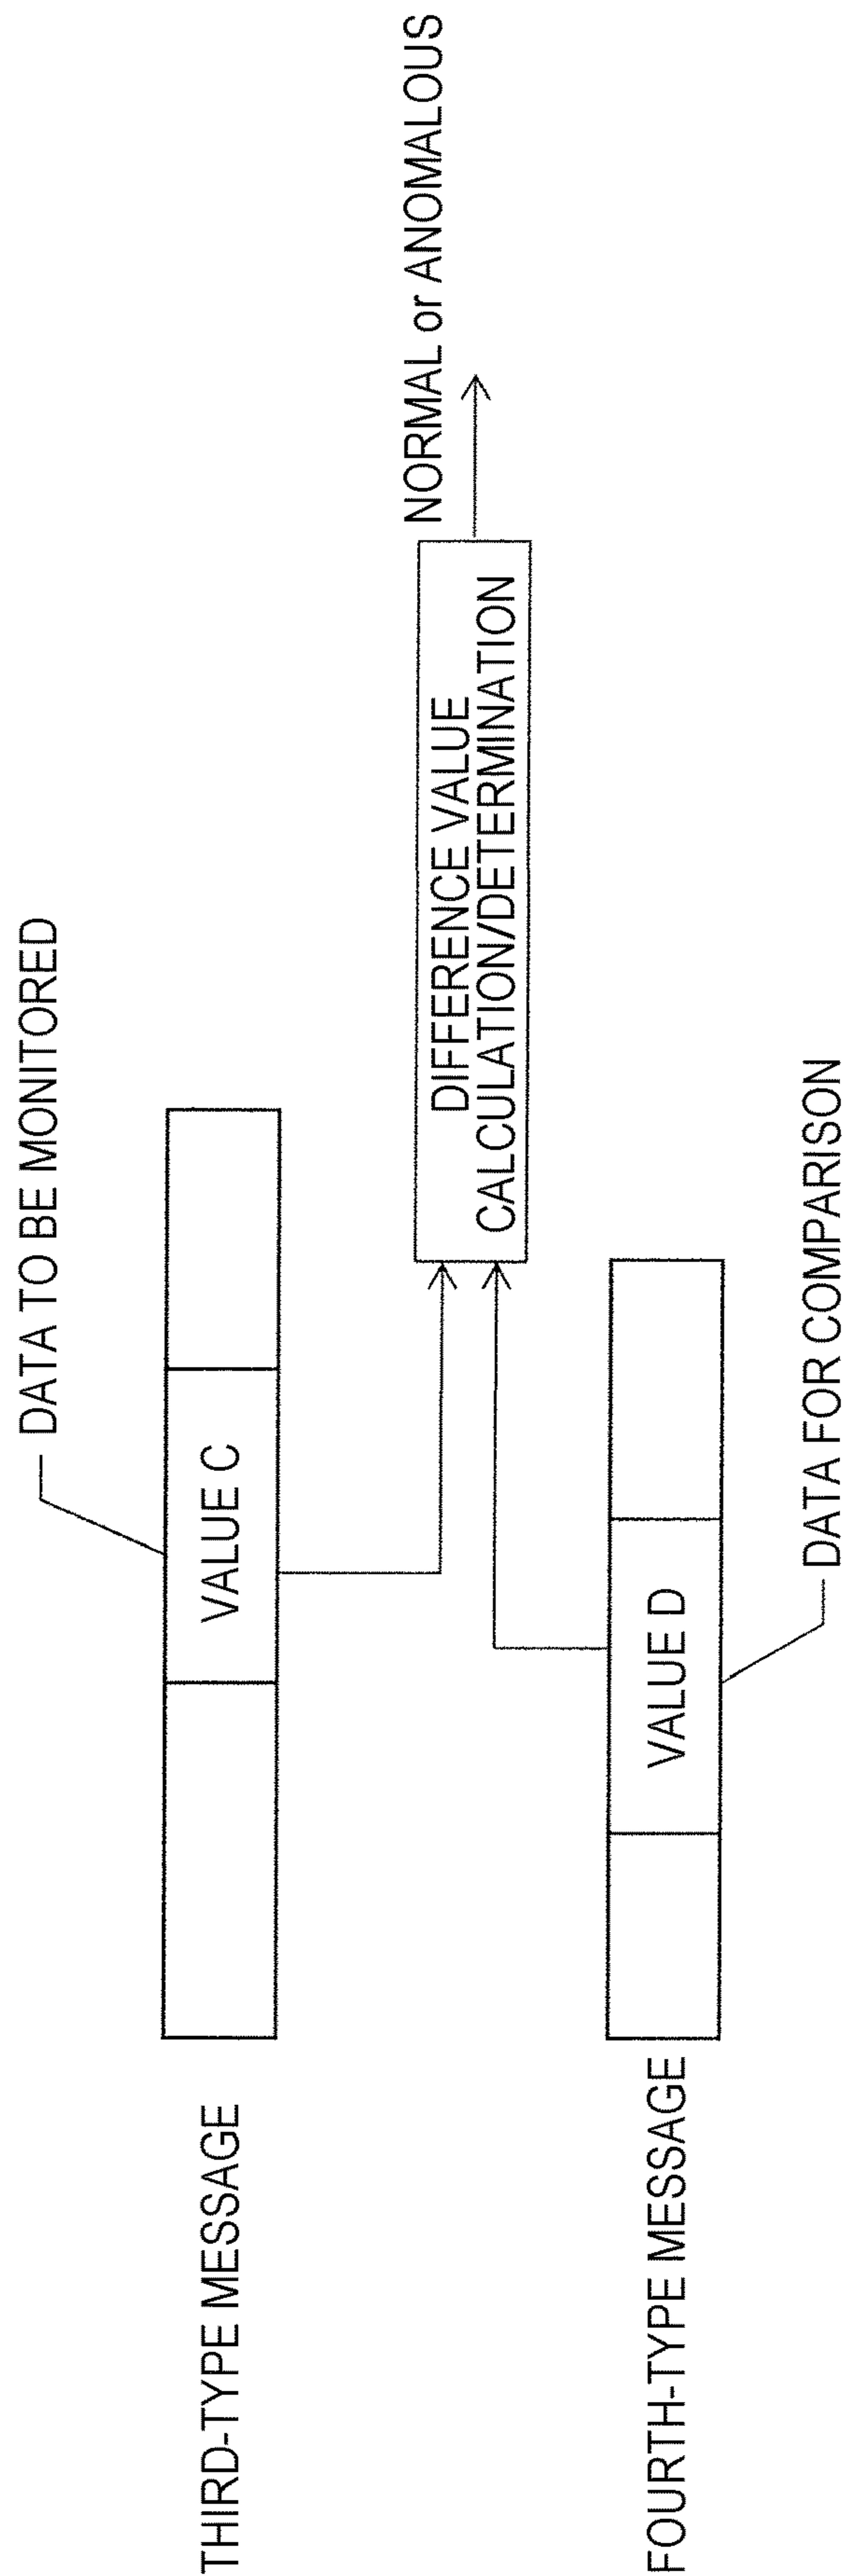 DATA TO BE MONITORED
THIRD-TYPE MESSAGE
VALUE C
NORMAL or ANOMALOUS
DIFFERENCE VALUE
CALCULATION/DETERMINATION
FOURTH-TYPE MESSAGE
VALUE D
DATA FOR COMPARISON